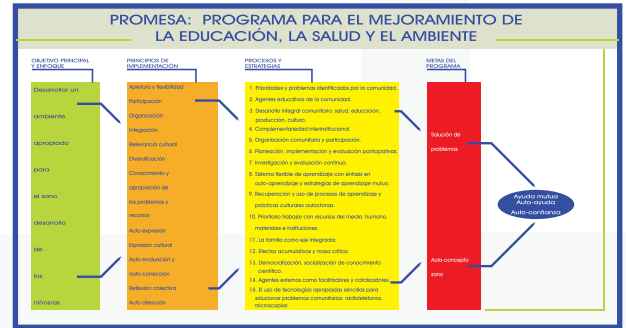 PROMESA: PROGRAMA PARA EL MEJORAMIENTO DE
LA EDUCACIÓN, LA SALUD Y EL AMBIENTE
OBJETIVO PRINCIPAL
Y ENFOQUE
Desarrollar un
ambiente
apropiado
para
el sano
desarrollo
de
los
niños/as
PRINCIPIOS DE
IMPLEMENTACIÓN
Apertura y flexibilidad
Participación
Organización
Integración
Relevancia cultural
Diversificación
Conocimiento y
apropiación de
los problemas y
recursos
Auto-expresión
Expresión cultural
Auto-evaluación y
auto-corrección
Reflexión colectiva
Auto-dirección
PROCESOS Y
ESTRATEGIAS
1. Prioridades y problemas identificados por la comunidad.
2. Agentes educativos de la comunidad.
3. Desarrollo integral comunitario: salud, educación,
producción, cultura.
4. Complementariedad interinstitucional.
5. Organización comunitaria y participación.
6. Planeación, implementación y evaluación participativas.
7. Investigación y evaluación continua.
8. Sistema flexible de aprendizaje con énfasis en
auto-aprendizaje y estrategias de aprendizaje mutuo.
9. Recuperación y uso de procesos de aprendizaje y
prácticas culturales autóctonas.
10. Prioritario trabajar con recursos del medio: humano,
materiales e instituciones.
11. La familia como eje integrador.
12. Efectos acumulativos y masa crítica.
13. Democratización, socialización de conocimiento
científico.
14. Agentes externos como facilitadores y catalizadores.
15. El uso de tecnologías apropiadas sencillas para
solucionar problemas comunitarios: radioteléfonos,
microscopios.
METAS DEL
PROGRAMA
Solución de
problemas
Auto-concepto
sano
Ayuda mutua
Auto-ayuda
Auto-confianza